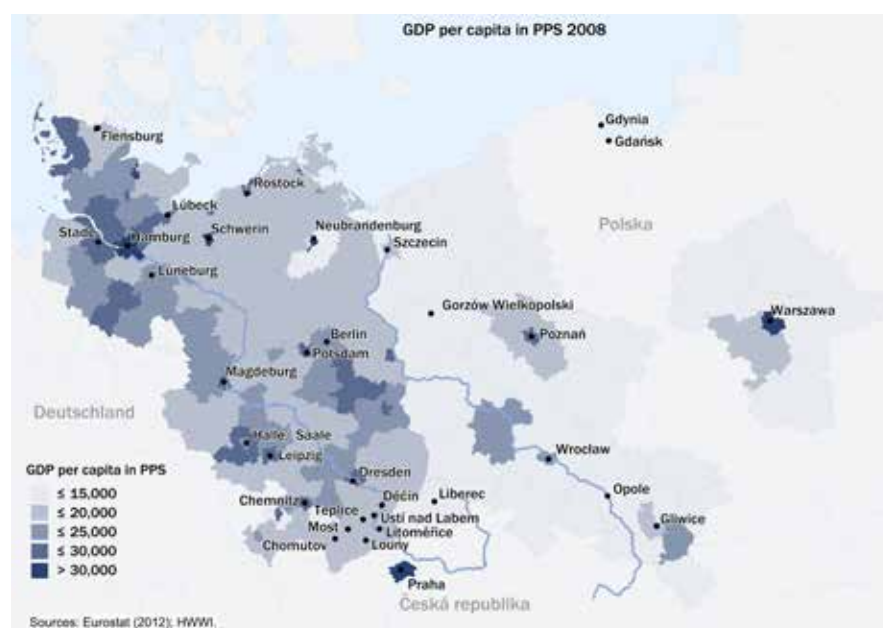 GDP per capita in PPS 2008
Gdynia
Gdańsk
Flensburg
Rostock
Lübeck
Polska
Stade
Hamburg
Schwerin
Neubrandenburg
Szczecin
Lüneburg
Gorzów Wielkopolski
Warszawa
Berlin
Poznań
Potsdam
Magdeburg
Deutschland
Halle/ Saale
Leipzig
Wrocław
Dresden
Chemnitz
Teplice
Děčín
Liberec
Opole
Most
Ústí nad Labem
Gliwice
Litoměřice
Chomutov
Louny
Praha
Česká republika
GDP per capita in PPS
≤ 15,000
≤ 20,000
≤ 25,000
≤ 30,000
> 30,000
Sources: Eurostat (2012); HWWI.